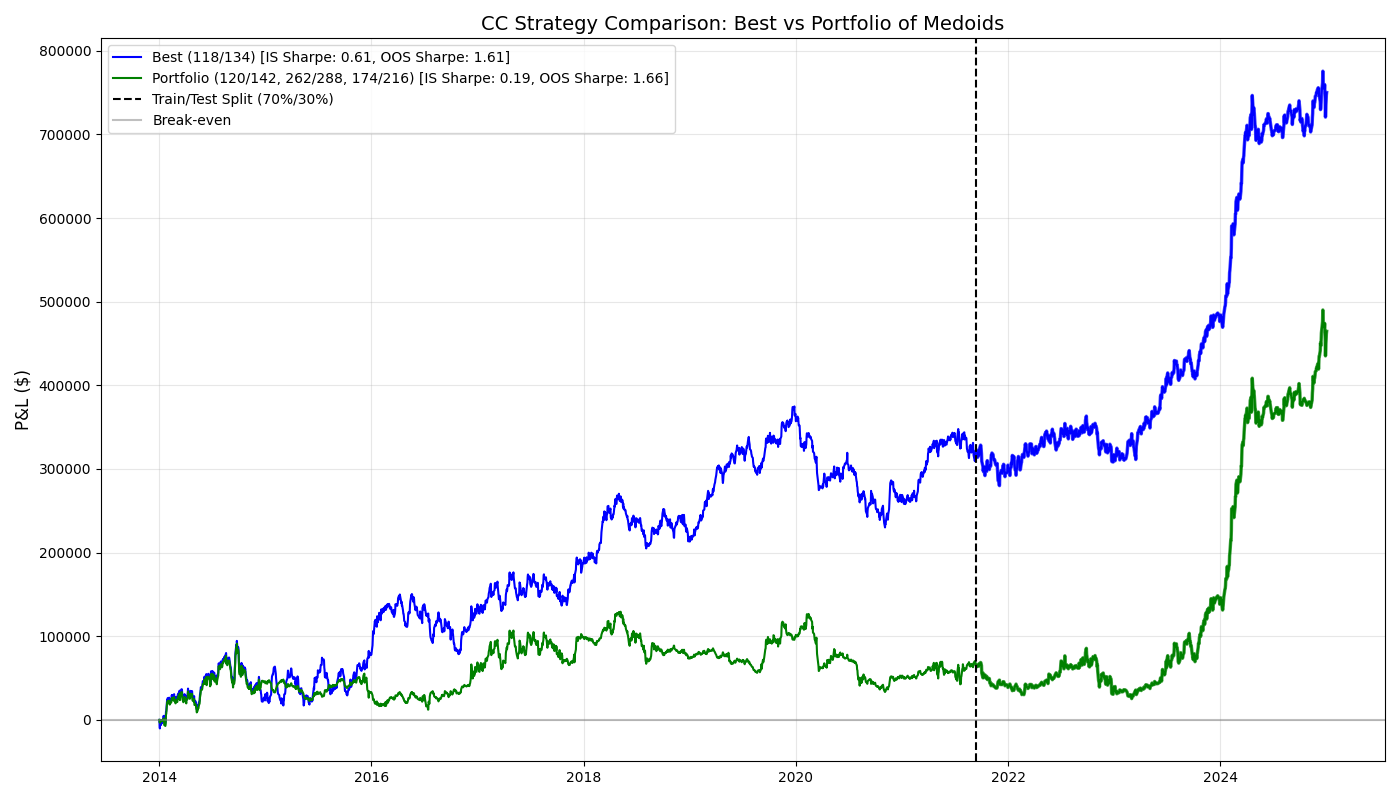 CC Strategy Comparison: Best vs Portfolio of Medoids
Best (118/134) [IS Sharpe: 0.61, OOS Sharpe: 1.61]
Portfolio (120/142, 262/288, 174/216) [IS Sharpe: 0.19, OOS Sharpe: 1.66]
Train/Test Split (70%/30%)
Break-even
P&L ($)
800000
700000
600000
500000
400000
300000
200000
100000
0
2014
2016
2018
2020
2022
2024